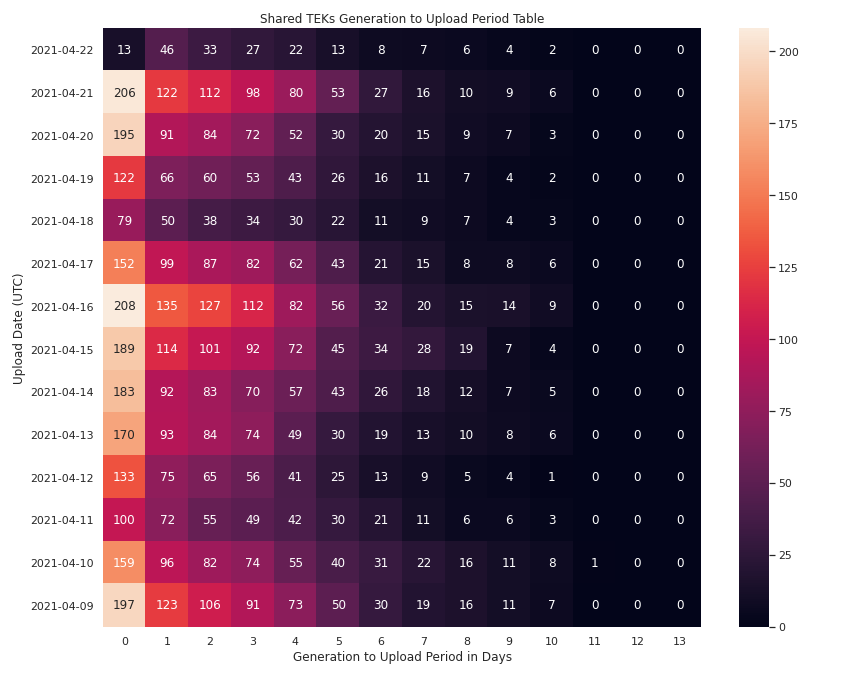 Shared TEKs Generation to Upload Period Table
Upload Date (UTC)
2021-04-22 13 46 33 27 22 13 8 7 6 4 2 0 0 0
2021-04-21 206 122 112 98 80 53 27 16 10 9 6 0 0 0
2021-04-20 195 91 84 72 52 30 20 15 9 7 3 0 0 0
2021-04-19 122 66 60 53 43 26 16 11 7 4 2 0 0 0
2021-04-18 79 50 38 34 30 22 11 9 7 4 3 0 0 0
2021-04-17 152 99 87 82 62 43 21 15 8 8 6 0 0 0
2021-04-16 208 135 127 112 82 56 32 20 15 14 9 0 0 0
2021-04-15 189 114 101 92 72 45 34 28 19 7 4 0 0 0
2021-04-14 183 92 83 70 57 43 26 18 12 7 5 0 0 0
2021-04-13 170 93 84 74 49 30 19 13 10 8 6 0 0 0
2021-04-12 133 75 65 56 41 25 13 9 5 4 1 0 0 0
2021-04-11 100 72 55 49 42 30 21 11 6 6 3 0 0 0
2021-04-10 159 96 82 74 55 40 31 22 16 11 8 1 0 0
2021-04-09 197 123 106 91 73 50 30 19 16 11 7 0 0 0
0 1 2 3 4 5 6 7 8 9 10 11 12 13
Generation to Upload Period in Days
200
175
150
125
100
75
50
25
0